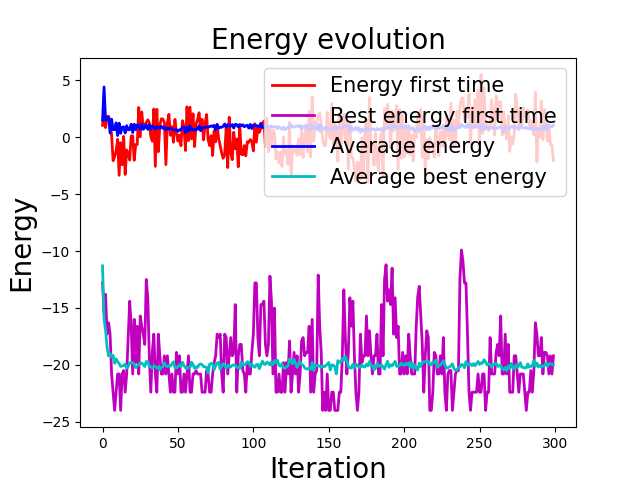 Energy evolution
Energy first time
Best energy first time
Average energy
Average best energy
Energy
5
0
−5
−10
−15
−20
−25
0
50
100
150
200
250
300
Iteration